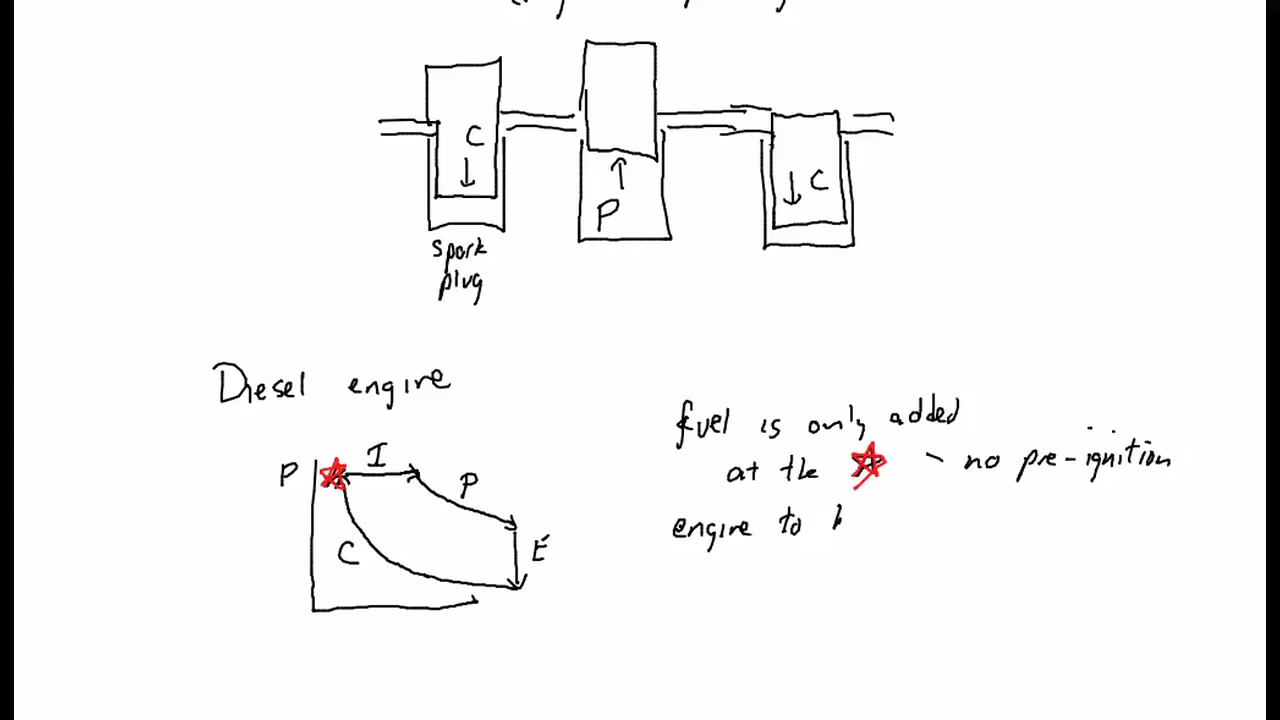 C
P
C
spark
plug
Diesel engine
fuel is only added
at the - no pre-ignition
engine to
P
I
P
C
E